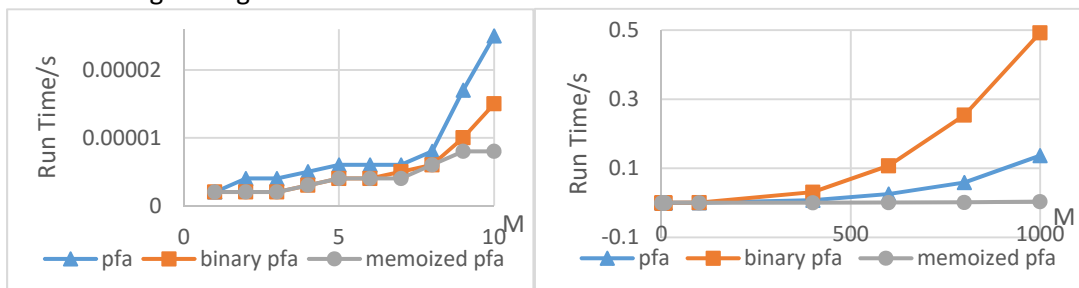 Run Time/s
0.00002
0.00001
0
0
5
10
M
pfa
binary pfa
memoized pfa
Run Time/s
0.5
0.3
0.1
-0.1
0
500
1000
M
pfa
binary pfa
memoized pfa